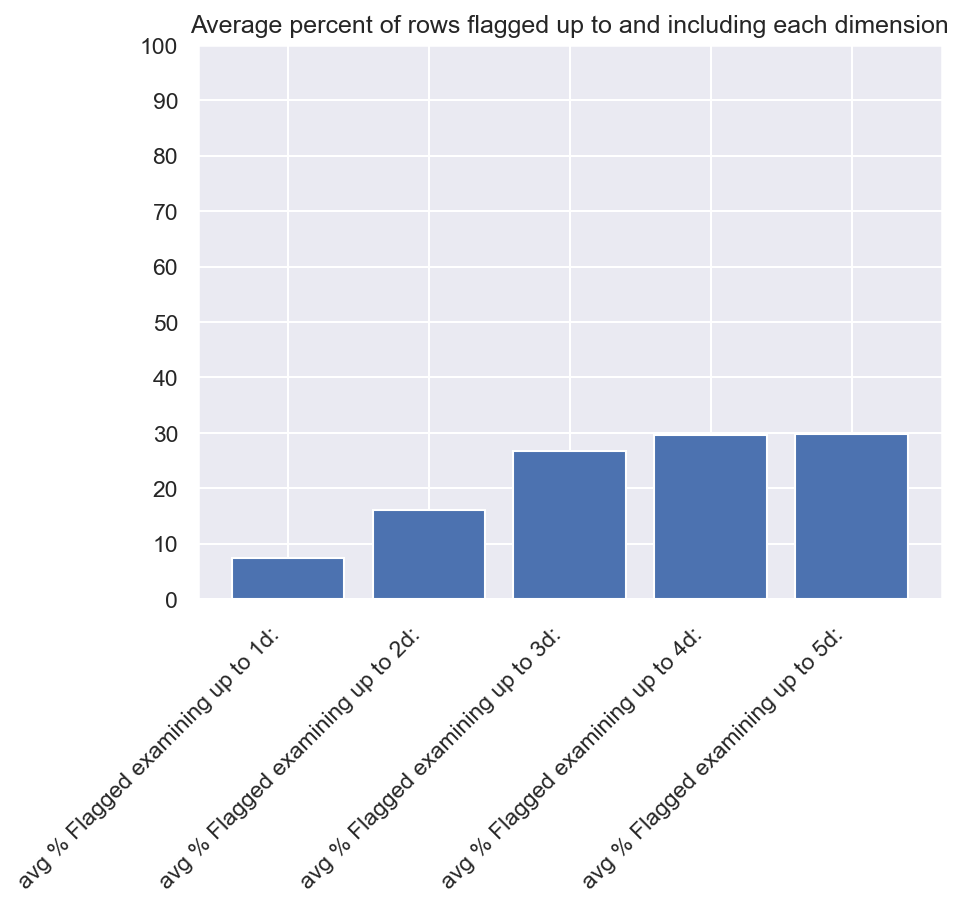 Average percent of rows flagged up to and including each dimension
100
90
80
70
60
50
40
30
20
10
0
avg % Flagged examining up to 1d:
avg % Flagged examining up to 2d:
avg % Flagged examining up to 3d:
avg % Flagged examining up to 4d:
avg % Flagged examining up to 5d: